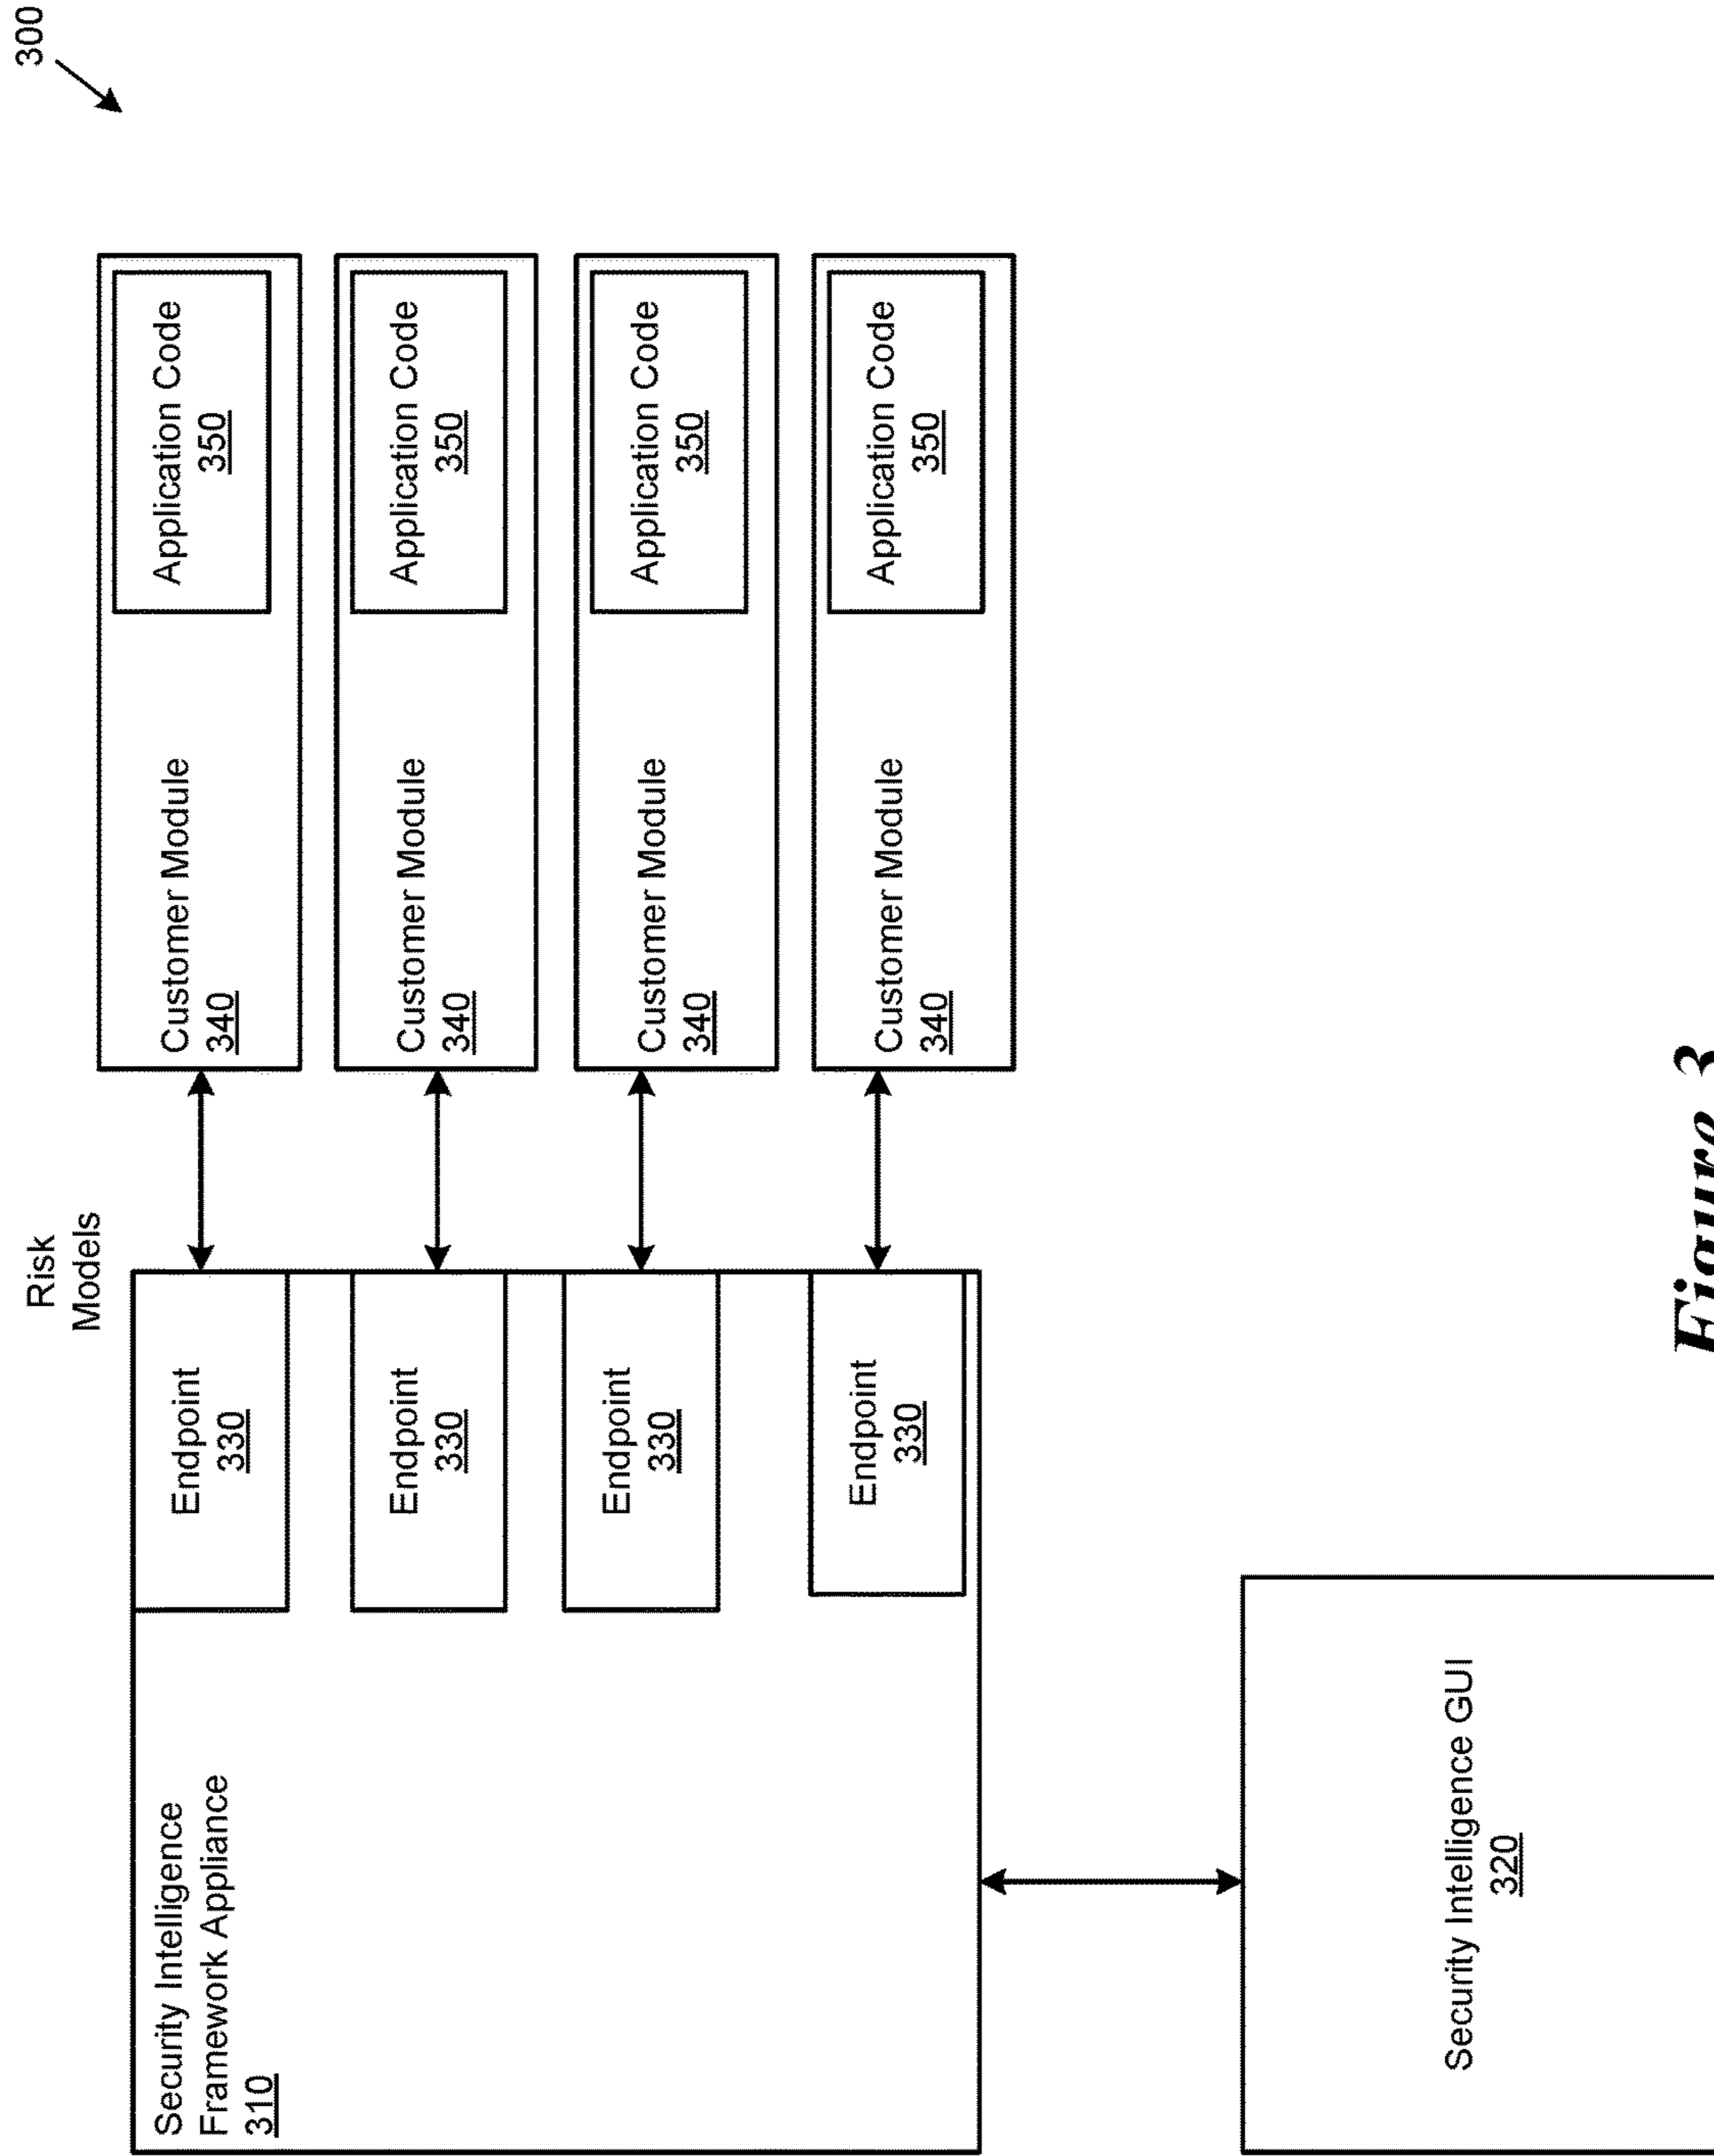 300
Risk
Models
Security Intelligence
Framework Appliance
310
Endpoint
330
Endpoint
330
Endpoint
330
Endpoint
330
Customer Module
340
Application Code
350
Customer Module
340
Application Code
350
Customer Module
340
Application Code
350
Customer Module
340
Application Code
350
Security Intelligence GUI
320
Figure 3